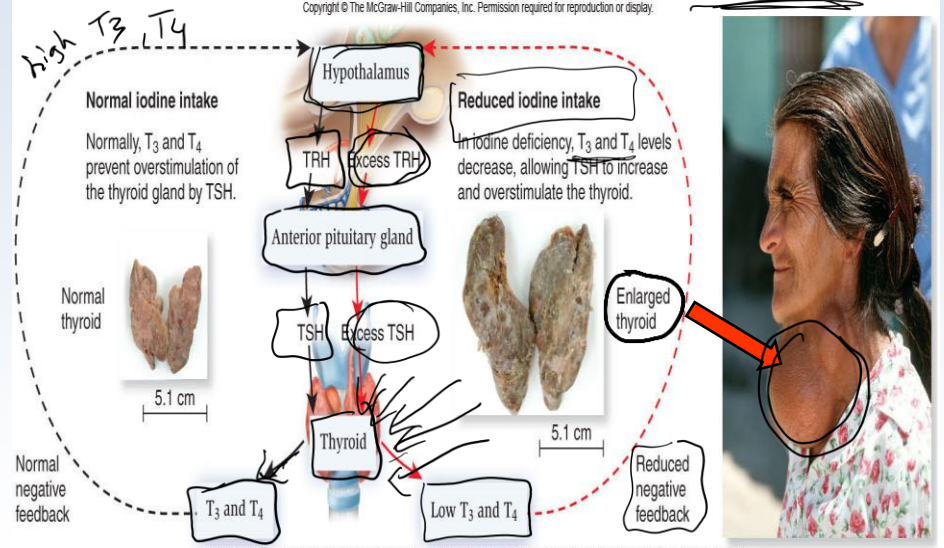 Copyright © The McGraw-Hill Companies, Inc. Permission required for reproduction or display.
high T3, T4
Hypothalamus
Normal iodine intake
Normally, T₃ and T₄
prevent overstimulation of
the thyroid gland by TSH.
Reduced iodine intake
In iodine deficiency, T₃ and T₄ levels
decrease, allowing TSH to increase
and overstimulate the thyroid.
TRH
Excess TRH
Anterior pituitary gland
Normal
thyroid
5.1 cm
TSH
Excess TSH
Enlarged
thyroid
5.1 cm
Thyroid
Normal
negative
feedback
T₃ and T₄
Low T₃ and T₄
Reduced
negative
feedback